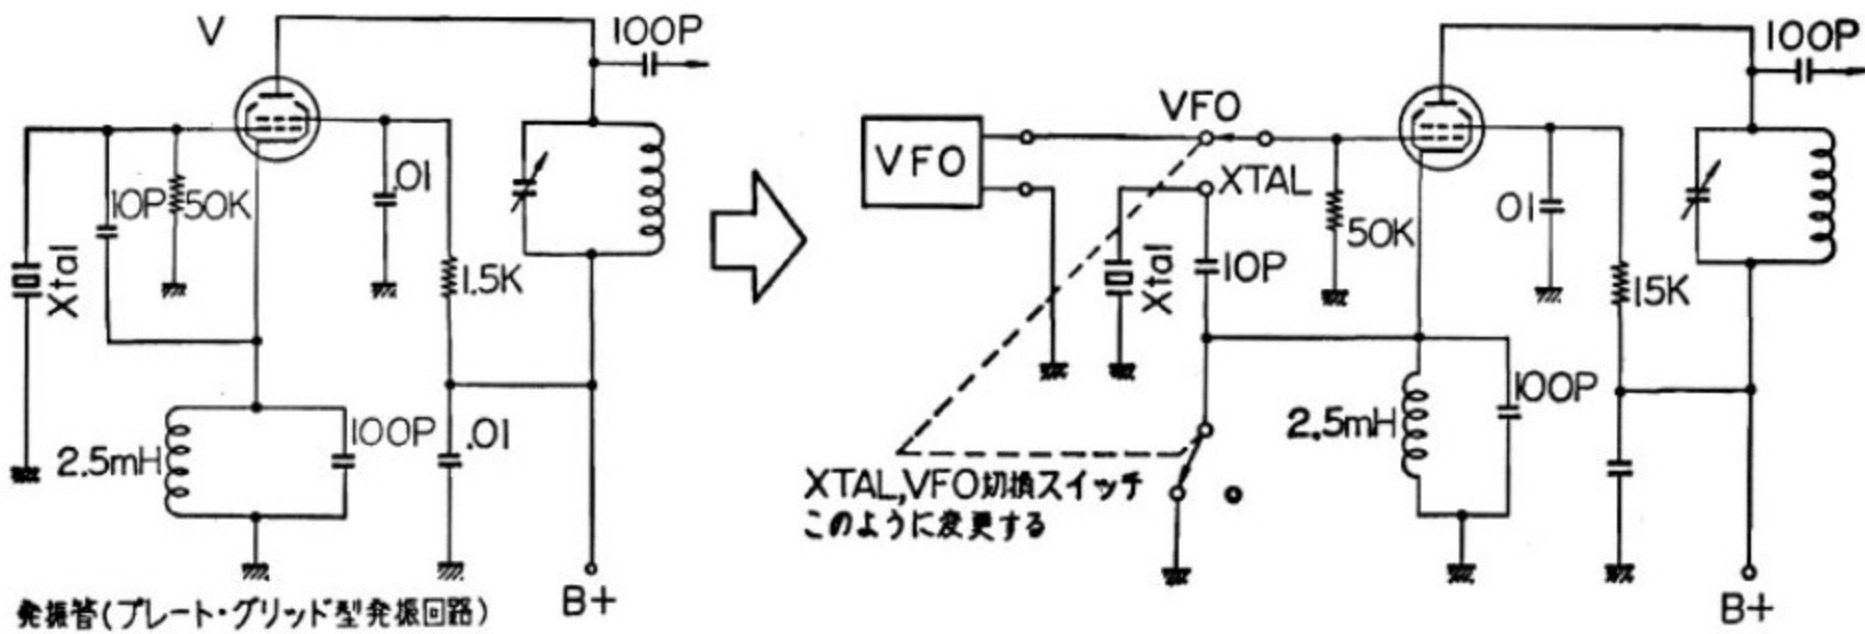 V
100P
10P
50K
.01
Xtal
1.5K
2.5mH
100P
.01
B+
発振管(プレート・グリッド型発振回路)
100P
VFO
VFO
XTAL
50K
01
Xtal
10P
15K
2.5mH
100P
XTAL,VFO切換スイッチ
このように変更する
B+